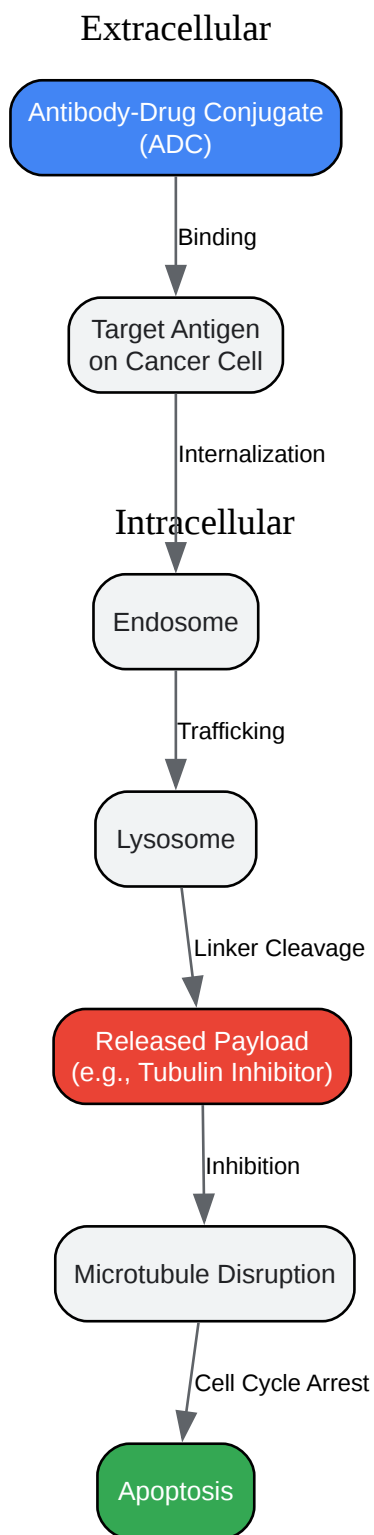 Extracellular
Antibody-Drug Conjugate
(ADC)
Binding
Target Antigen
on Cancer Cell
Internalization
Intracellular
Endosome
Trafficking
Lysosome
Linker Cleavage
Released Payload
(e.g., Tubulin Inhibitor)
Inhibition
Microtubule Disruption
Cell Cycle Arrest
Apoptosis